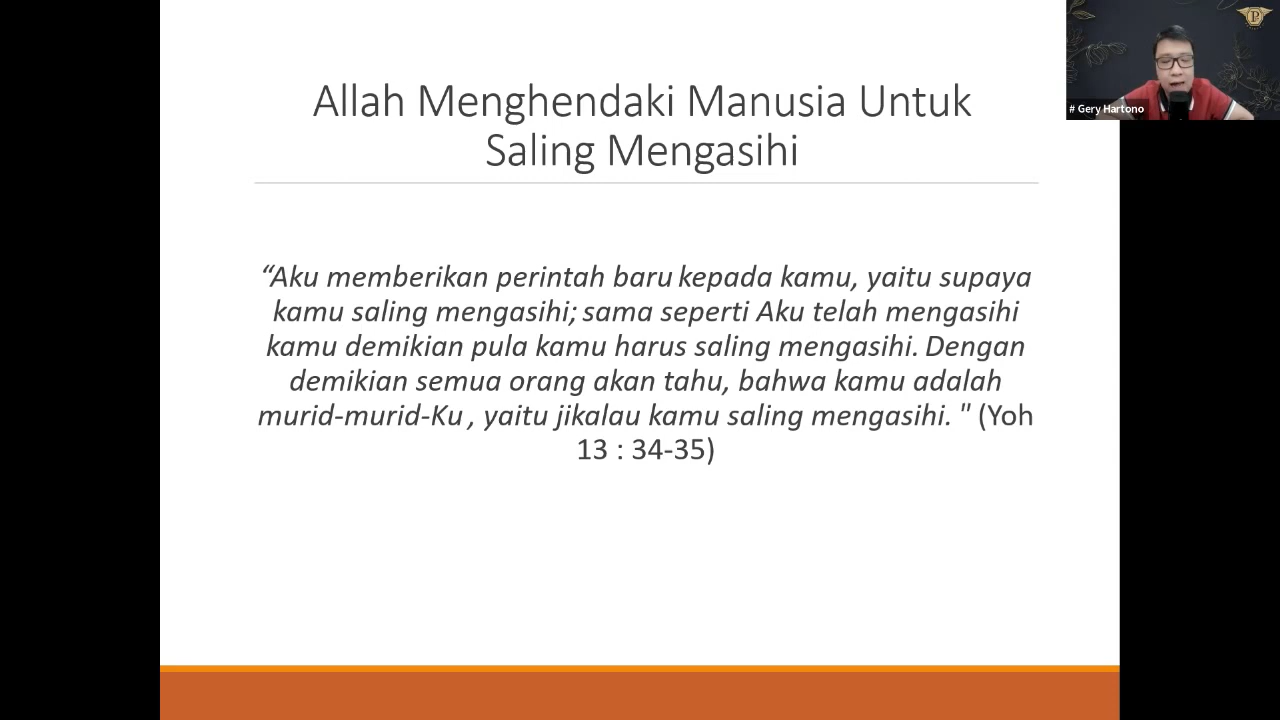 Allah Menghendaki Manusia Untuk
Saling Mengasihi
“Aku memberikan perintah baru kepada kamu, yaitu supaya
kamu saling mengasihi; sama seperti Aku telah mengasihi
kamu demikian pula kamu harus saling mengasihi. Dengan
demikian semua orang akan tahu, bahwa kamu adalah
murid-murid-Ku , yaitu jikalau kamu saling mengasihi. " (Yoh
13 : 34-35)
P
# Gery Hartono